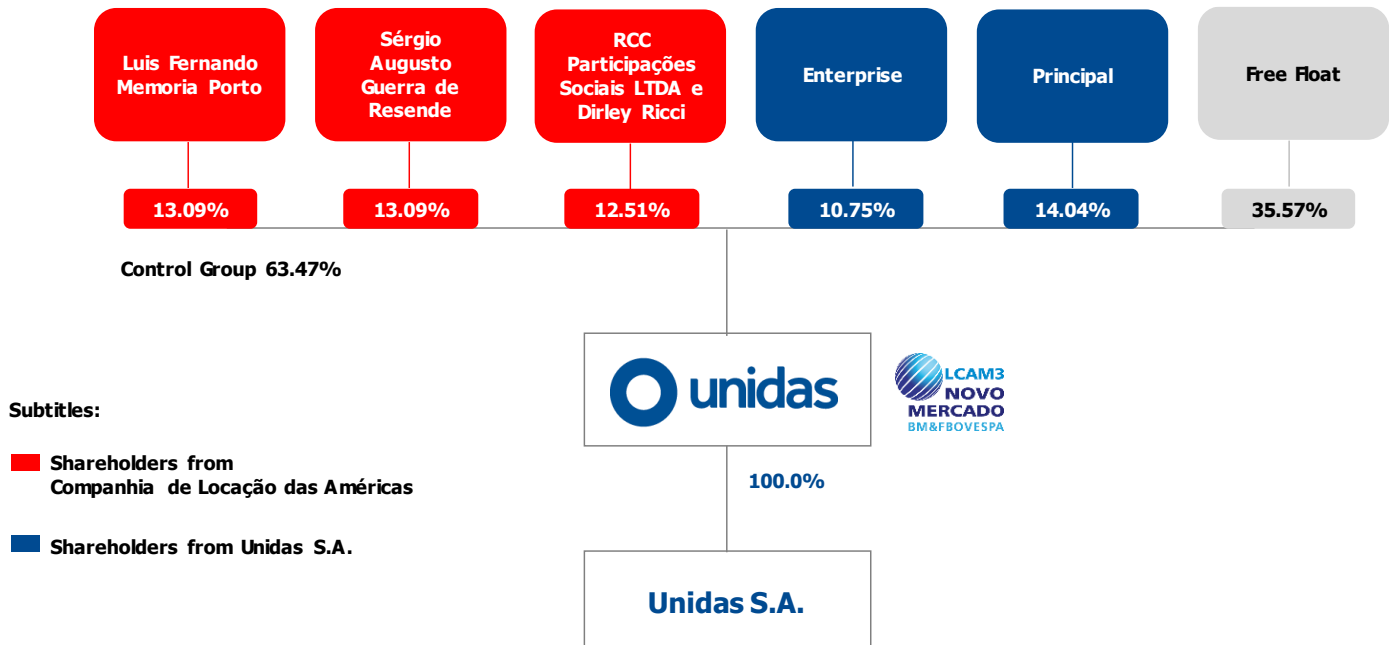 Luis Fernando
Memoria Porto
Sérgio
Augusto
Guerra de
Resende
RCC
Participações
Sociais LTDA e
Dirley Ricci
Enterprise
Principal
Free Float
13.09%
13.09%
12.51%
10.75%
14.04%
35.57%
Control Group 63.47%
unidas
LCAM3
NOVO
MERCADO
BM&FBOVESPA
Subtitles:
Shareholders from
Companhia de Locação das Américas
100.0%
Shareholders from Unidas S.A.
Unidas S.A.